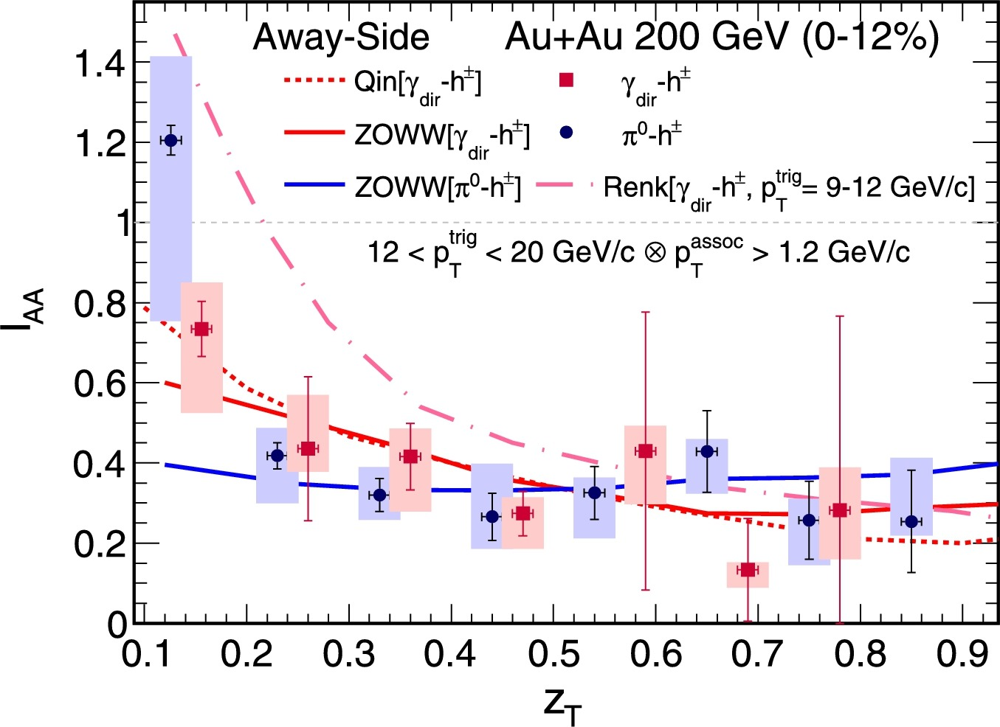 Away-Side Au+Au 200 GeV (0-12%)
Qin[γdir-h±] γdir-h±
ZOWW[γdir-h±] π0-h±
ZOWW[π0-h±] Renk[γdir-h±, pTtrig= 9-12 GeV/c]
12 < pTtrig < 20 GeV/c ⊗ pTassoc > 1.2 GeV/c
IAA
1.4
1.2
1
0.8
0.6
0.4
0.2
0
0.1 0.2 0.3 0.4 0.5 0.6 0.7 0.8 0.9
zT